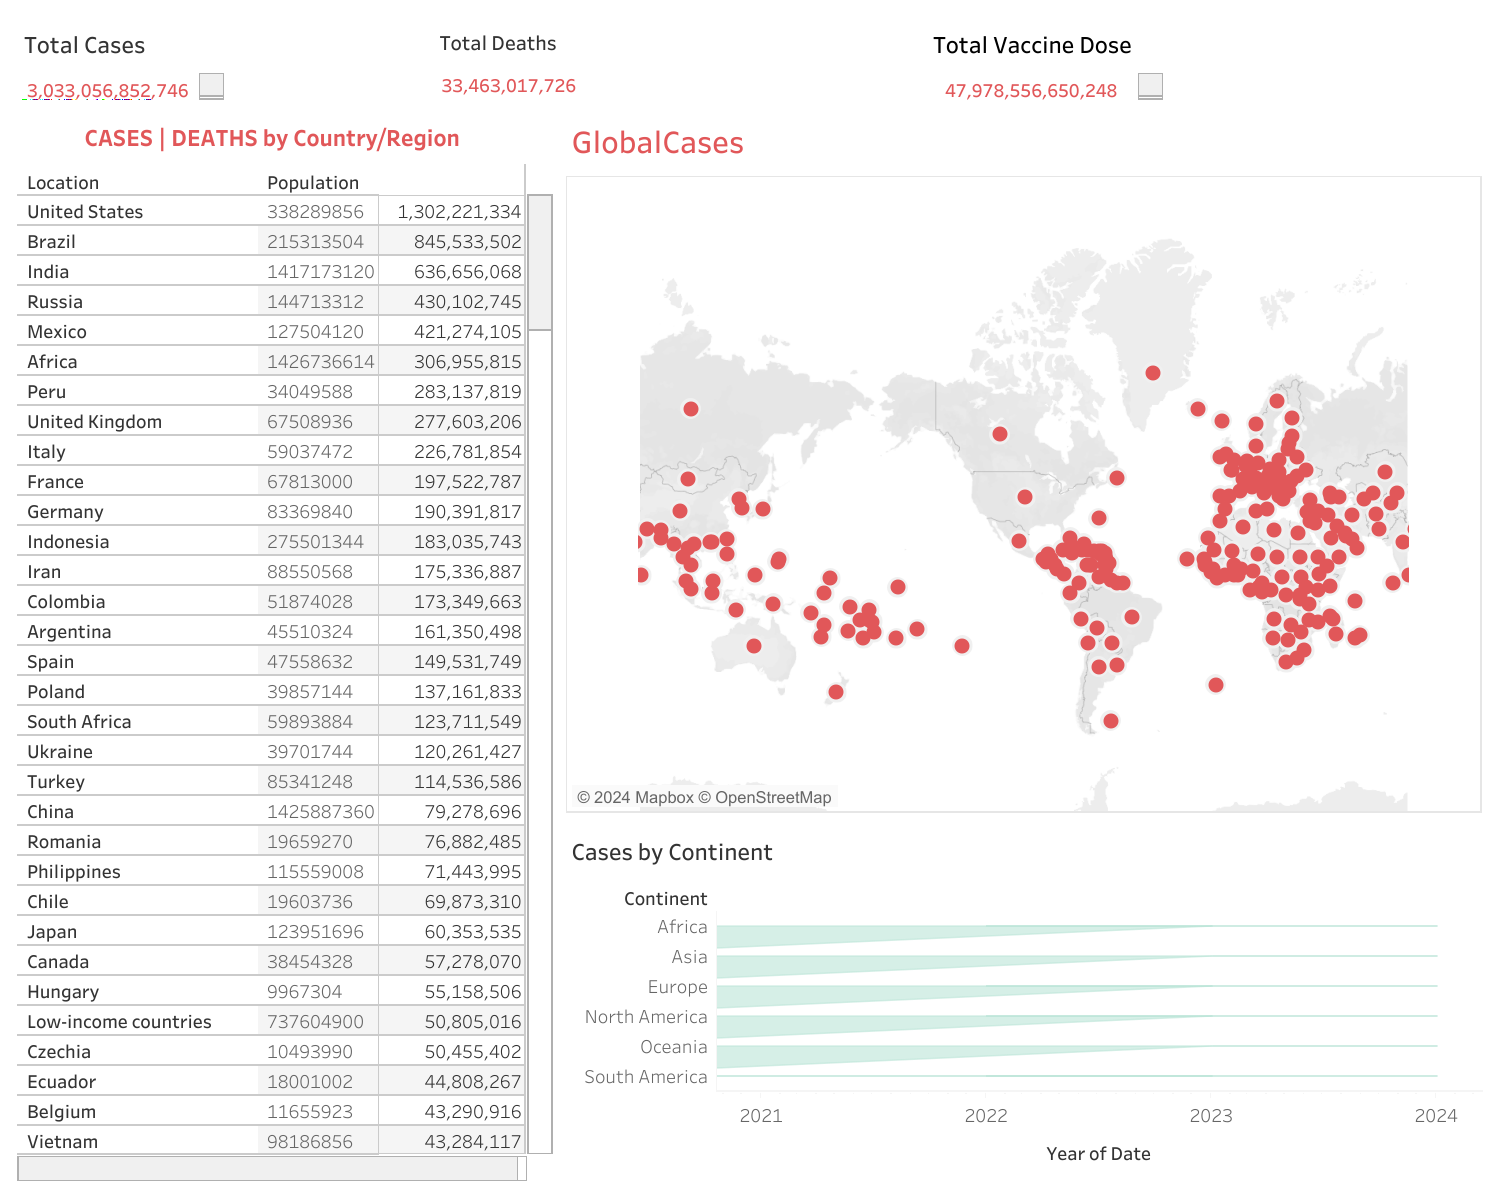 Total Cases
Total Deaths
Total Vaccine Dose
3,033,056,852,746
33,463,017,726
47,978,556,650,248
CASES | DEATHS by Country/Region
Location Population
United States 338289856 1,302,221,334
Brazil 215313504 845,533,502
India 1417173120 636,656,068
Russia 144713312 430,102,745
Mexico 127504120 421,274,105
Africa 1426736614 306,955,815
Peru 34049588 283,137,819
United Kingdom 67508936 277,603,206
Italy 59037472 226,781,854
France 67813000 197,522,787
Germany 83369840 190,391,817
Indonesia 275501344 183,035,743
Iran 88550568 175,336,887
Colombia 51874028 173,349,663
Argentina 45510324 161,350,498
Spain 47558632 149,531,749
Poland 39857144 137,161,833
South Africa 59893884 123,711,549
Ukraine 39701744 120,261,427
Turkey 85341248 114,536,586
China 1425887360 79,278,696
Romania 19659270 76,882,485
Philippines 115559008 71,443,995
Chile 19603736 69,873,310
Japan 123951696 60,353,535
Canada 38454328 57,278,070
Hungary 9967304 55,158,506
Low-income countries 737604900 50,805,016
Czechia 10493990 50,455,402
Ecuador 18001002 44,808,267
Belgium 11655923 43,290,916
Vietnam 98186856 43,284,117
GlobalCases
© 2024 Mapbox © OpenStreetMap
Cases by Continent
Continent
Africa
Asia
Europe
North America
Oceania
South America
2021 2022 2023 2024
Year of Date